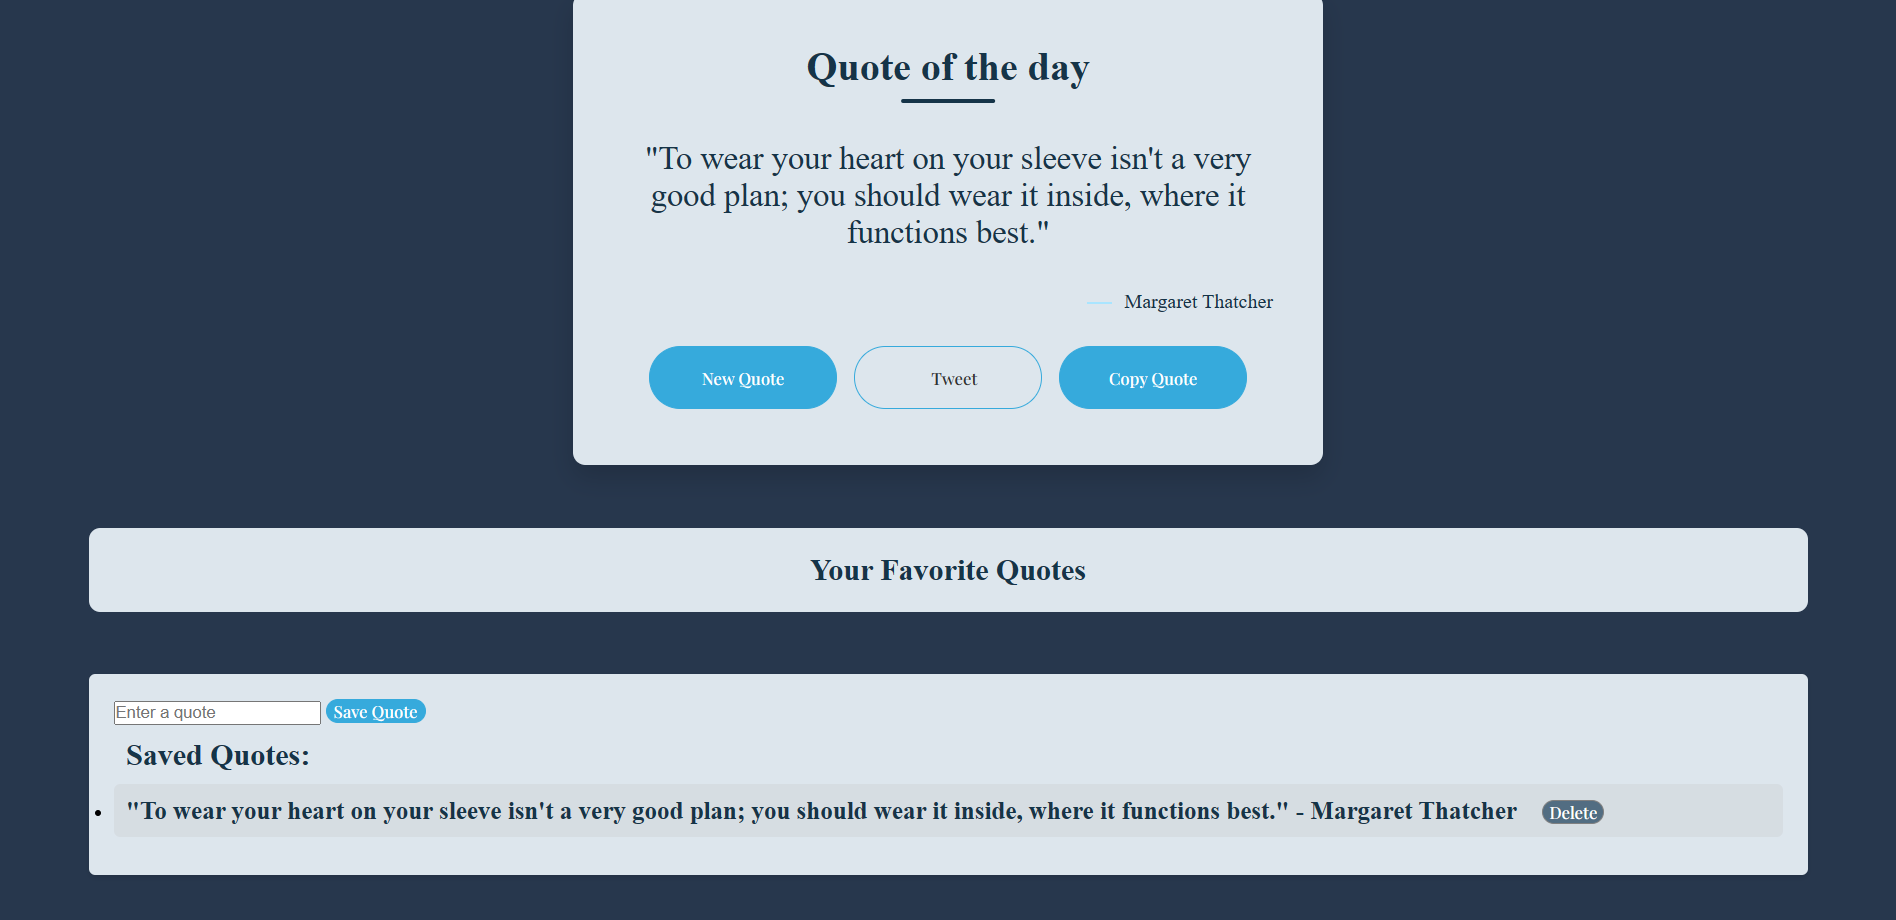 Quote of the day
"To wear your heart on your sleeve isn't a very
good plan; you should wear it inside, where it
functions best."
Margaret Thatcher
New Quote
Tweet
Copy Quote
Your Favorite Quotes
Enter a quote
Save Quote
Saved Quotes:
"To wear your heart on your sleeve isn't a very good plan; you should wear it inside, where it functions best." - Margaret Thatcher
Delete